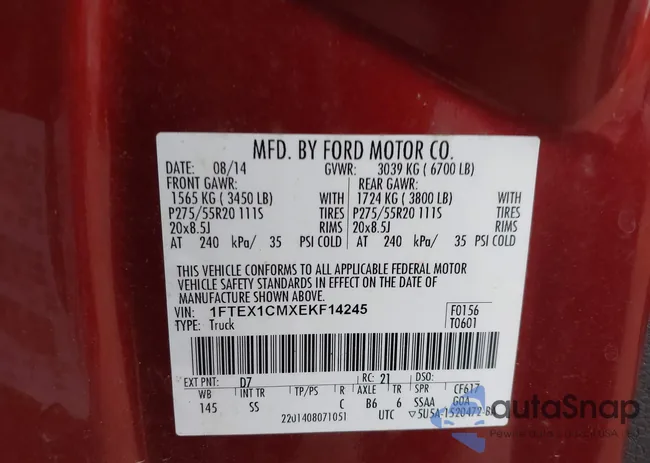 MFD. BY FORD MOTOR CO.
DATE: 08/14 GVWR: 3039 KG ( 6700 LB)
FRONT GAWR: REAR GAWR:
1565 KG ( 3450 LB) WITH 1724 KG ( 3800 LB) WITH
P275/55R20 111S TIRES P275/55R20 111S TIRES
20x8.5J RIMS 20x8.5J RIMS
AT 240 kPa/ 35 PSI COLD AT 240 kPa/ 35 PSI COLD
THIS VEHICLE CONFORMS TO ALL APPLICABLE FEDERAL MOTOR
VEHICLE SAFETY STANDARDS IN EFFECT ON THE DATE OF
MANUFACTURE SHOWN ABOVE.
VIN: 1FTEX1CMXEKF14245 F0156
TYPE: Truck T0601
EXT PNT: D7 RC: 21 DSO:
WB INT TR TP/PS R AXLE TR SPR CF617
145 SS C B6 6 SSAA GOA
22U1408071051 UTC ▽5U5A-1520472-B
autoSnap